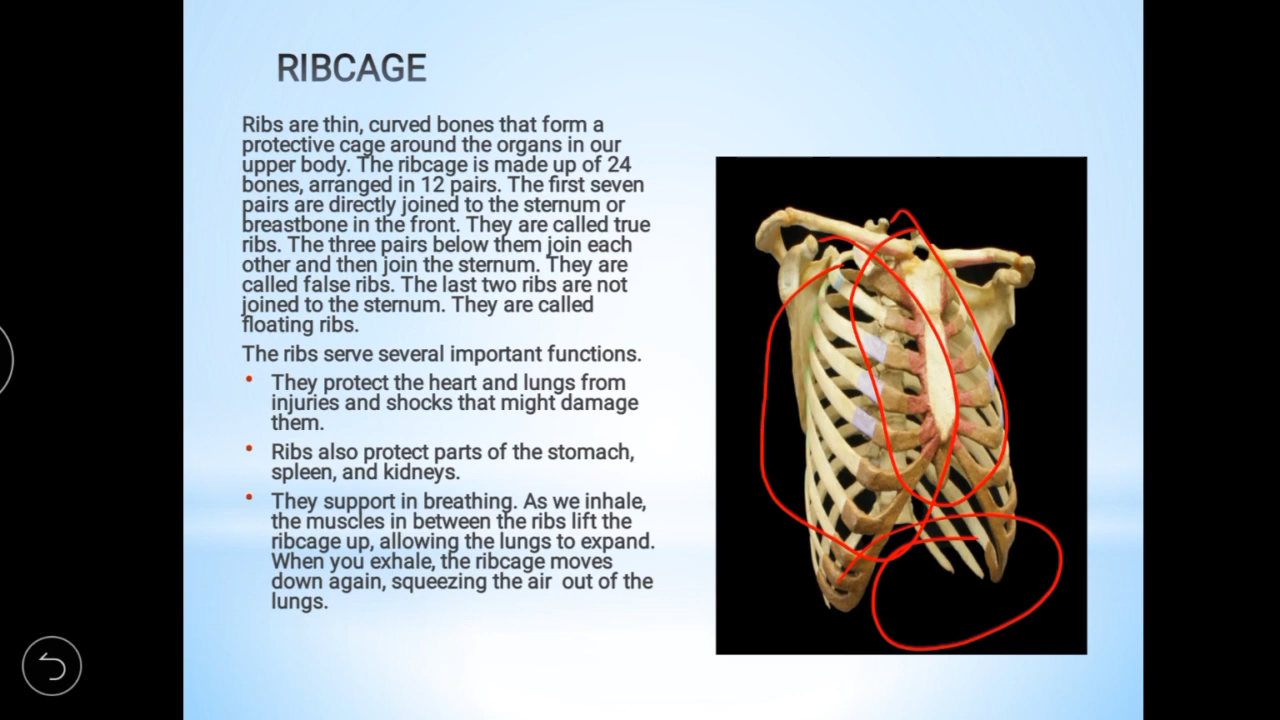 RIBCAGE
Ribs are thin, curved bones that form a
protective cage around the organs in our
upper body. The ribcage is made up of 24
bones, arranged in 12 pairs. The first seven
pairs are directly joined to the sternum or
breastbone in the front. They are called true
ribs. The three pairs below them join each
other and then join the sternum. They are
called false ribs. The last two ribs are not
joined to the sternum. They are called
floating ribs.
The ribs serve several important functions.
• They protect the heart and lungs from
injuries and shocks that might damage
them.
• Ribs also protect parts of the stomach,
spleen, and kidneys.
• They support in breathing. As we inhale,
the muscles in between the ribs lift the
ribcage up, allowing the lungs to expand.
When you exhale, the ribcage moves
down again, squeezing the air out of the
lungs.